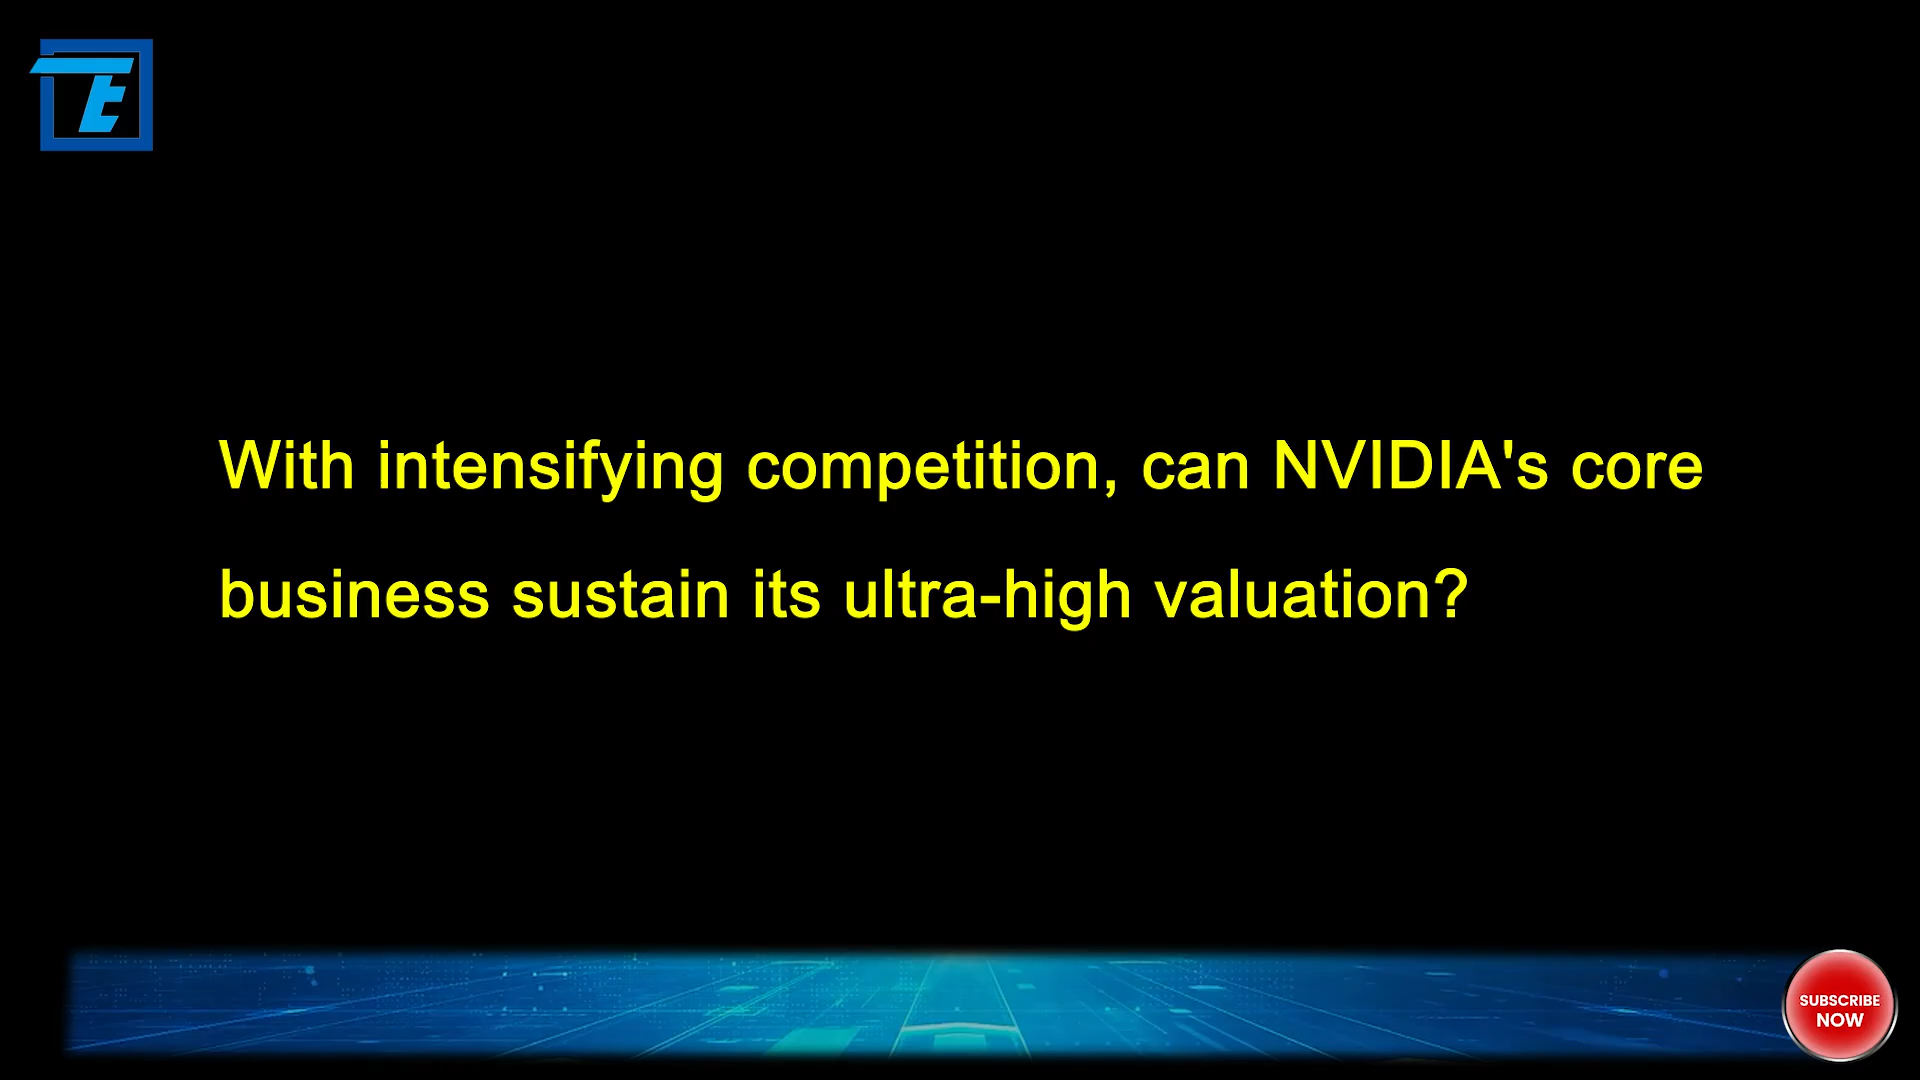 With intensifying competition, can NVIDIA's core
business sustain its ultra-high valuation?
SUBSCRIBE
NOW